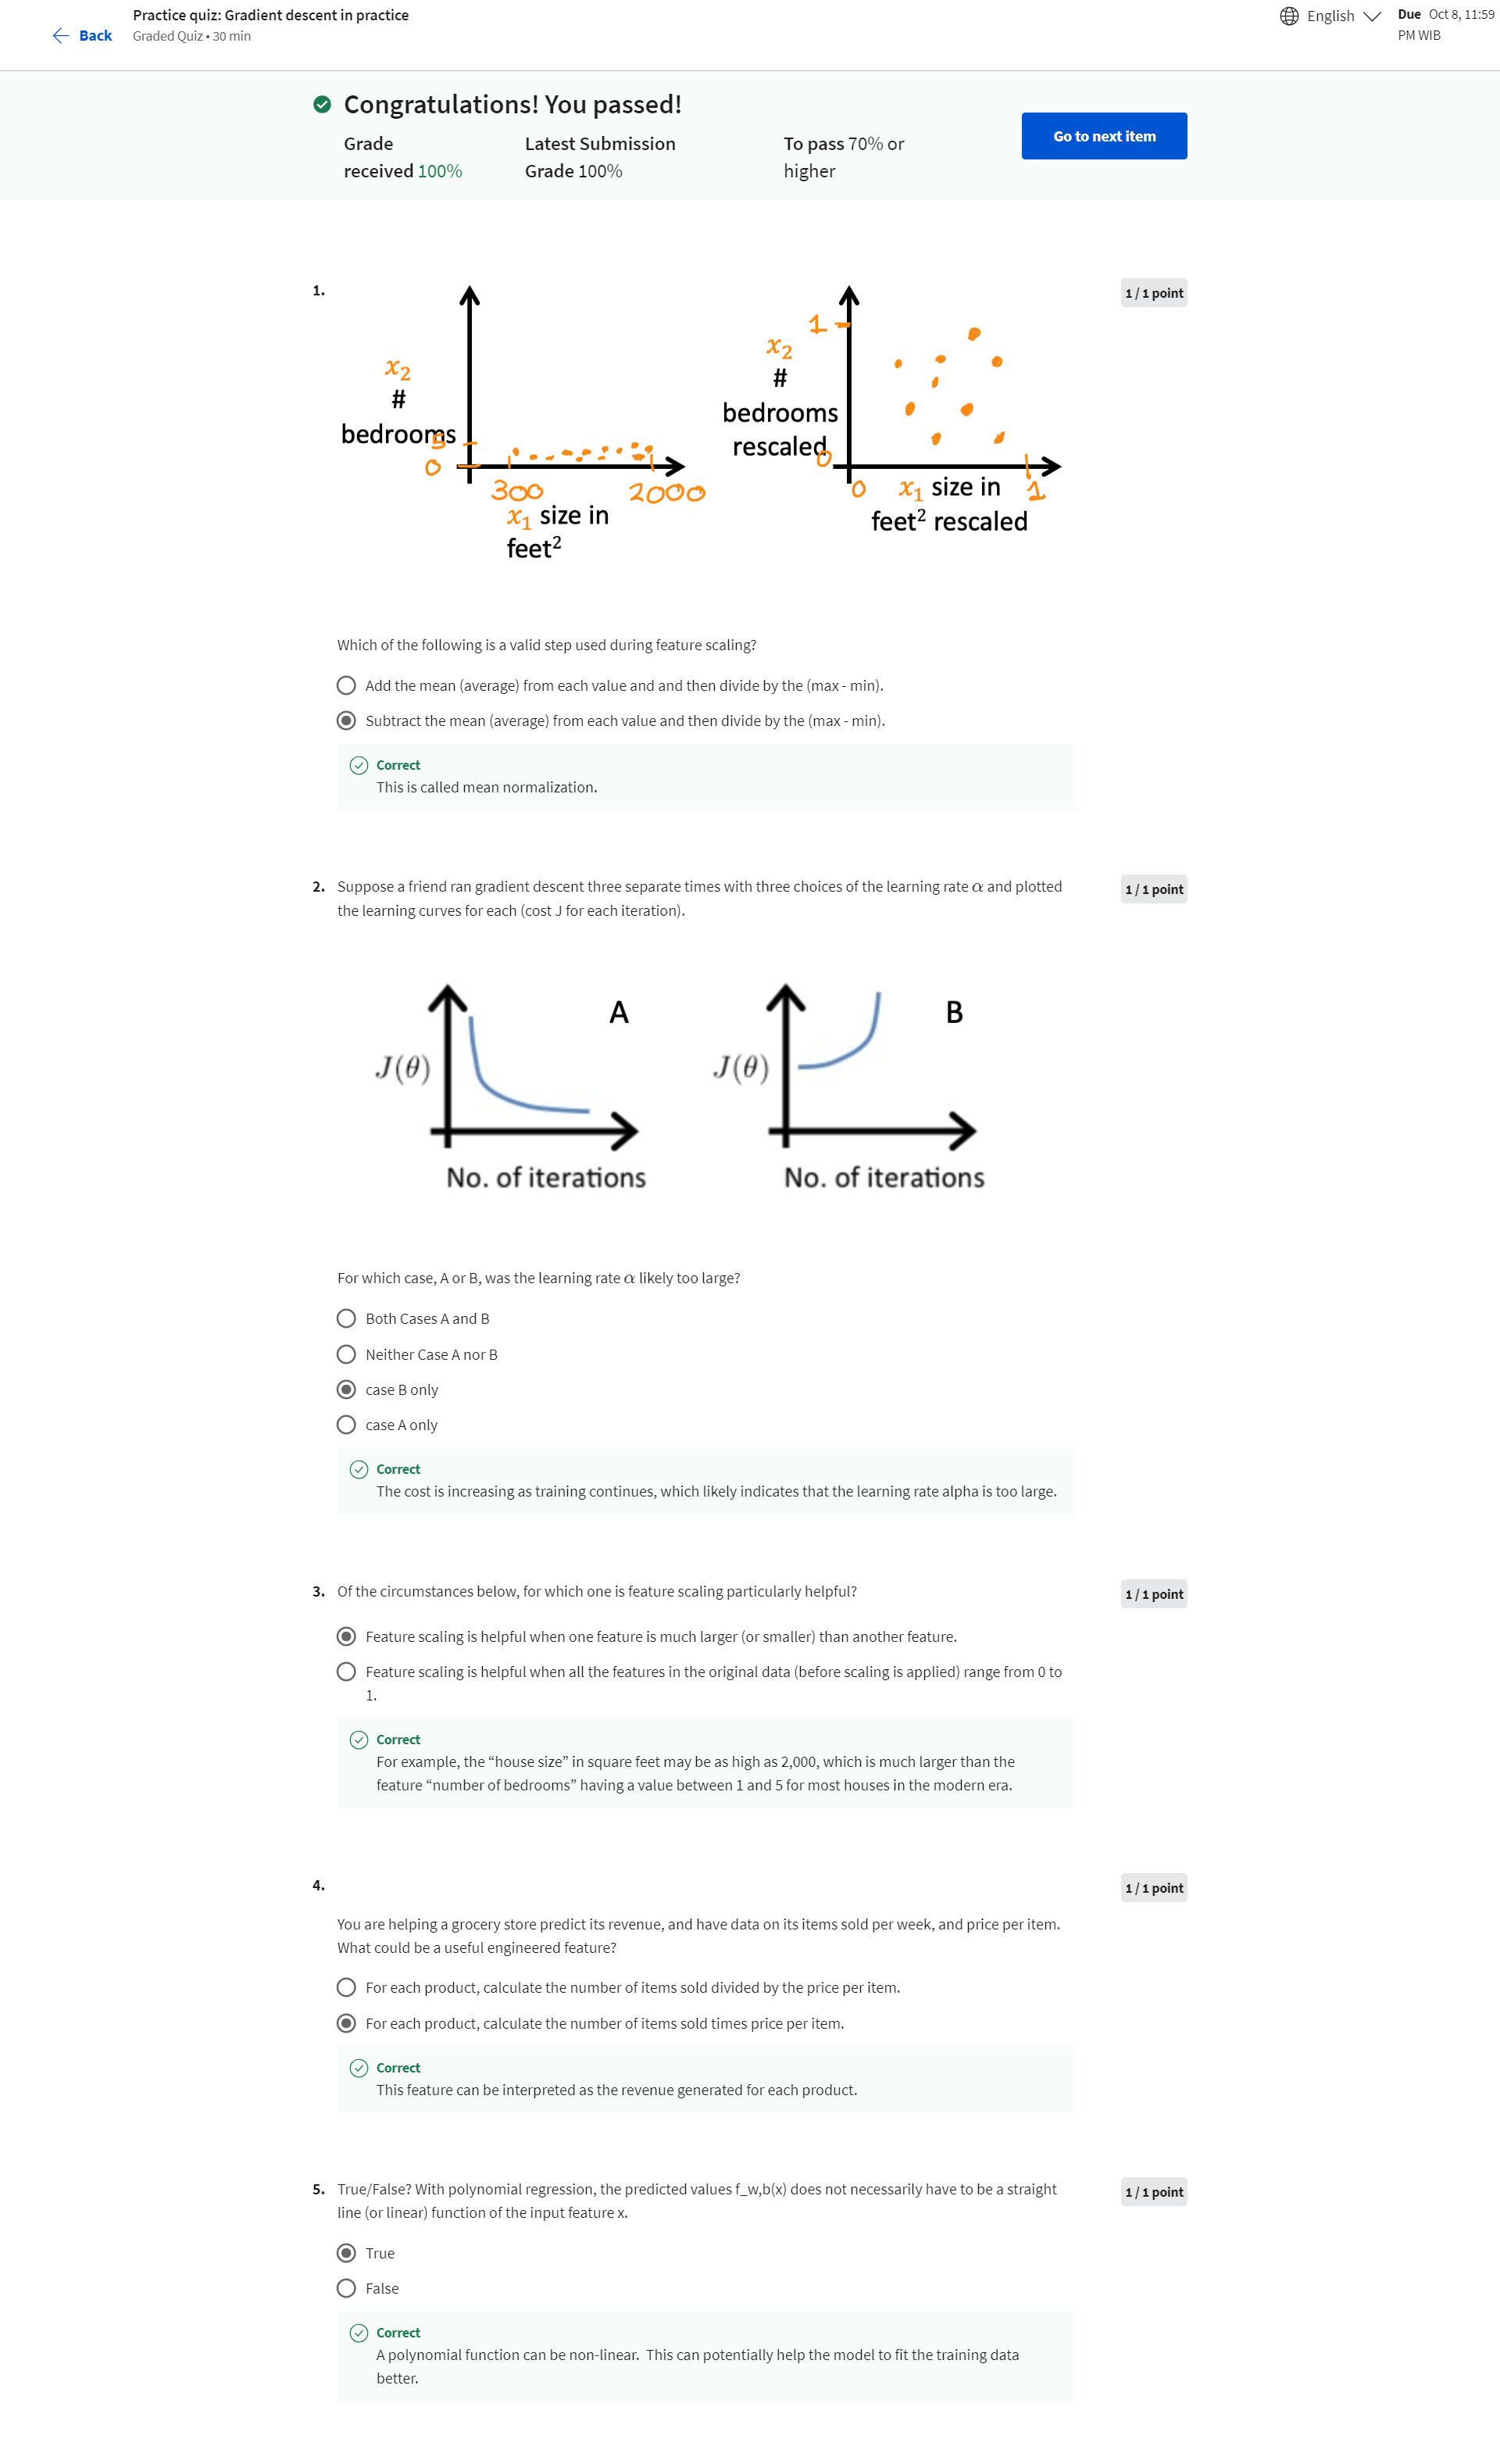 Practice quiz: Gradient descent in practice
Back
Graded Quiz • 30 min
English
Due Oct 8, 11:59
PM WIB
Congratulations! You passed!
Grade
received 100%
Latest Submission
Grade 100%
To pass 70% or
higher
Go to next item
1.
1 / 1 point
x₂
#
bedrooms
5
0
300
2000
x₁ size in
feet²
1
x₂
#
bedrooms
rescaled
0
0
x₁ size in
1
feet² rescaled
Which of the following is a valid step used during feature scaling?
Add the mean (average) from each value and and then divide by the (max - min).
Subtract the mean (average) from each value and then divide by the (max - min).
Correct
This is called mean normalization.
2.
Suppose a friend ran gradient descent three separate times with three choices of the learning rate α and plotted
the learning curves for each (cost J for each iteration).
1 / 1 point
A
J(θ)
No. of iterations
B
J(θ)
No. of iterations
For which case, A or B, was the learning rate α likely too large?
Both Cases A and B
Neither Case A nor B
case B only
case A only
Correct
The cost is increasing as training continues, which likely indicates that the learning rate alpha is too large.
3.
Of the circumstances below, for which one is feature scaling particularly helpful?
1 / 1 point
Feature scaling is helpful when one feature is much larger (or smaller) than another feature.
Feature scaling is helpful when all the features in the original data (before scaling is applied) range from 0 to
1.
Correct
For example, the “house size” in square feet may be as high as 2,000, which is much larger than the
feature “number of bedrooms” having a value between 1 and 5 for most houses in the modern era.
4.
1 / 1 point
You are helping a grocery store predict its revenue, and have data on its items sold per week, and price per item.
What could be a useful engineered feature?
For each product, calculate the number of items sold divided by the price per item.
For each product, calculate the number of items sold times price per item.
Correct
This feature can be interpreted as the revenue generated for each product.
5.
True/False? With polynomial regression, the predicted values f_w,b(x) does not necessarily have to be a straight
line (or linear) function of the input feature x.
1 / 1 point
True
False
Correct
A polynomial function can be non-linear. This can potentially help the model to fit the training data
better.